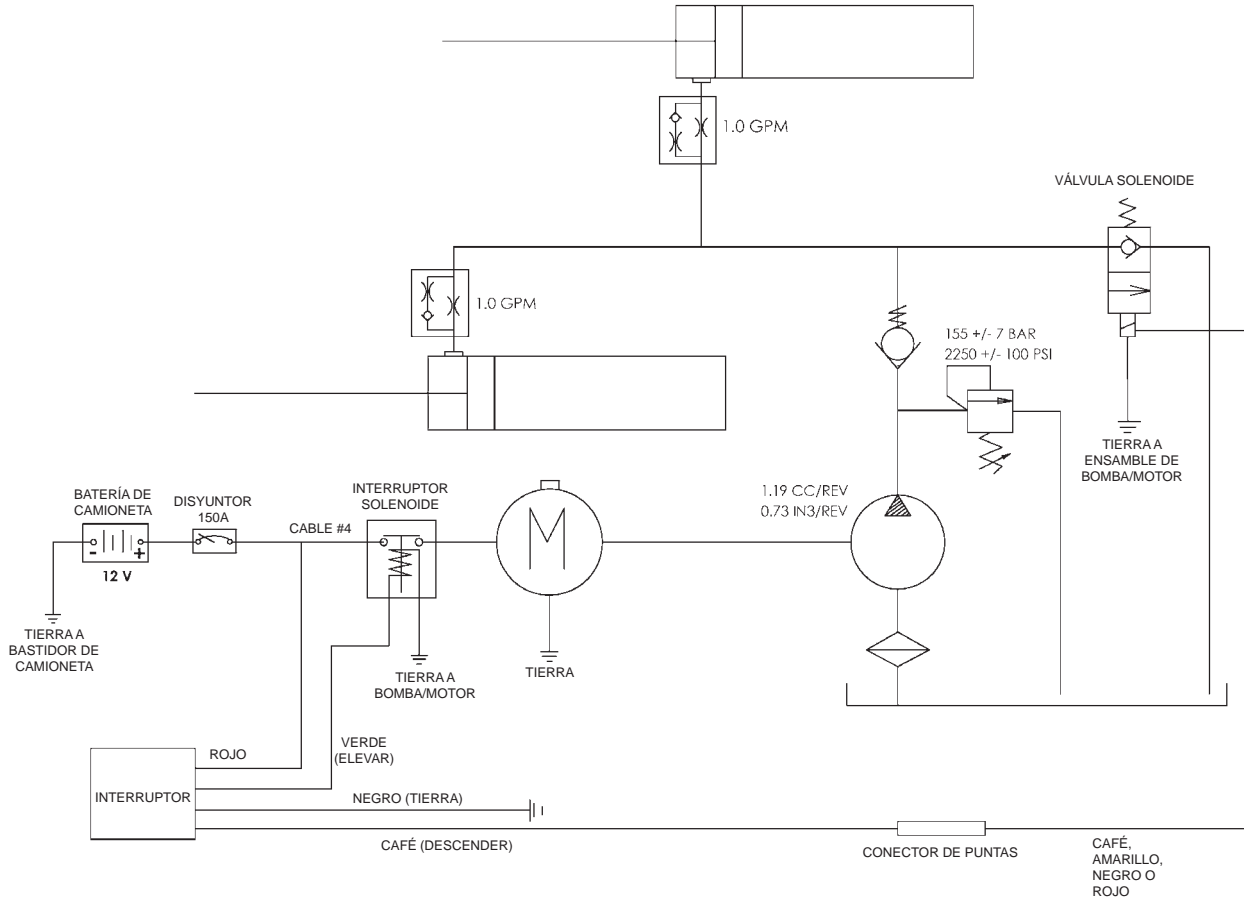 1.0 GPM
VÁLVULA SOLENOIDE
1.0 GPM
155 +/- 7 BAR
2250 +/- 100 PSI
TIERRA A
ENSAMBLE DE
BOMBA/MOTOR
BATERÍA DE
CAMIONETA
DISYUNTOR
150A
CABLE #4
INTERRUPTOR
SOLENOIDE
M
1.19 CC/REV
0.73 IN3/REV
- +
12 V
TIERRA A
BASTIDOR DE
CAMIONETA
TIERRA A
BOMBA/MOTOR
TIERRA
INTERRUPTOR
ROJO
VERDE
(ELEVAR)
NEGRO (TIERRA)
CAFÉ (DESCENDER)
CONECTOR DE PUNTAS
CAFÉ,
AMARILLO,
NEGRO O
ROJO